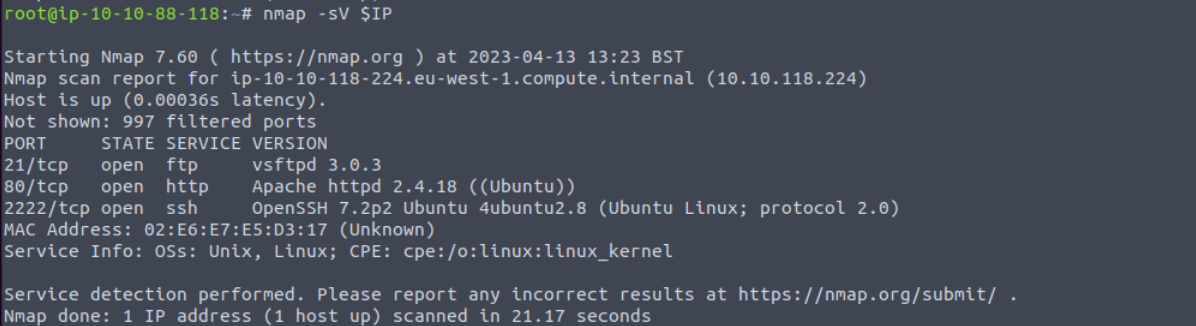 root@ip-10-10-88-118:~# nmap -sV $IP
Starting Nmap 7.60 ( https://nmap.org ) at 2023-04-13 13:23 BST
Nmap scan report for ip-10-10-118-224.eu-west-1.compute.internal (10.10.118.224)
Host is up (0.00036s latency).
Not shown: 997 filtered ports
PORT     STATE SERVICE VERSION
21/tcp   open  ftp     vsftpd 3.0.3
80/tcp   open  http    Apache httpd 2.4.18 ((Ubuntu))
2222/tcp open  ssh     OpenSSH 7.2p2 Ubuntu 4ubuntu2.8 (Ubuntu Linux; protocol 2.0)
MAC Address: 02:E6:E7:E5:D3:17 (Unknown)
Service Info: OSs: Unix, Linux; CPE: cpe:/o:linux:linux_kernel
Service detection performed. Please report any incorrect results at https://nmap.org/submit/ .
Nmap done: 1 IP address (1 host up) scanned in 21.17 seconds